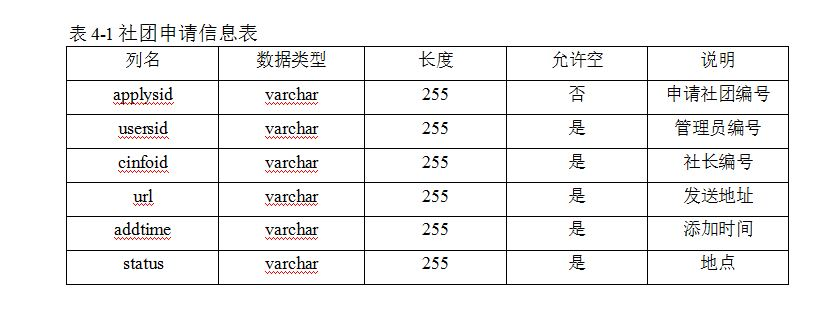 表 4-1 社团申请信息表
列名 数据类型 长度 允许空 说明
applysid varchar 255 否 申请社团编号
usersid varchar 255 是 管理员编号
cinfoid varchar 255 是 社长编号
url varchar 255 是 发送地址
addtime varchar 255 是 添加时间
status varchar 255 是 地点